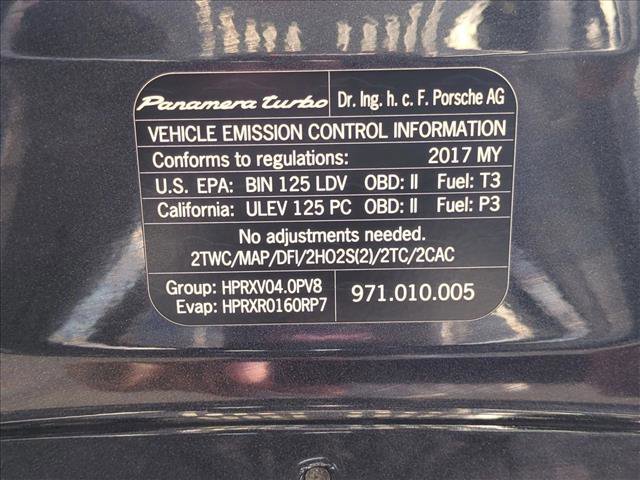 Panamera turbo Dr. Ing. h. c. F. Porsche AG
VEHICLE EMISSION CONTROL INFORMATION
Conforms to regulations: 2017 MY
U.S. EPA: BIN 125 LDV OBD: II Fuel: T3
California: ULEV 125 PC OBD: II Fuel: P3
No adjustments needed.
2TWC/MAP/DFI/2HO2S(2)/2TC/2CAC
Group: HPRXV04.0PV8
Evap: HPRXR0160RP7
971.010.005